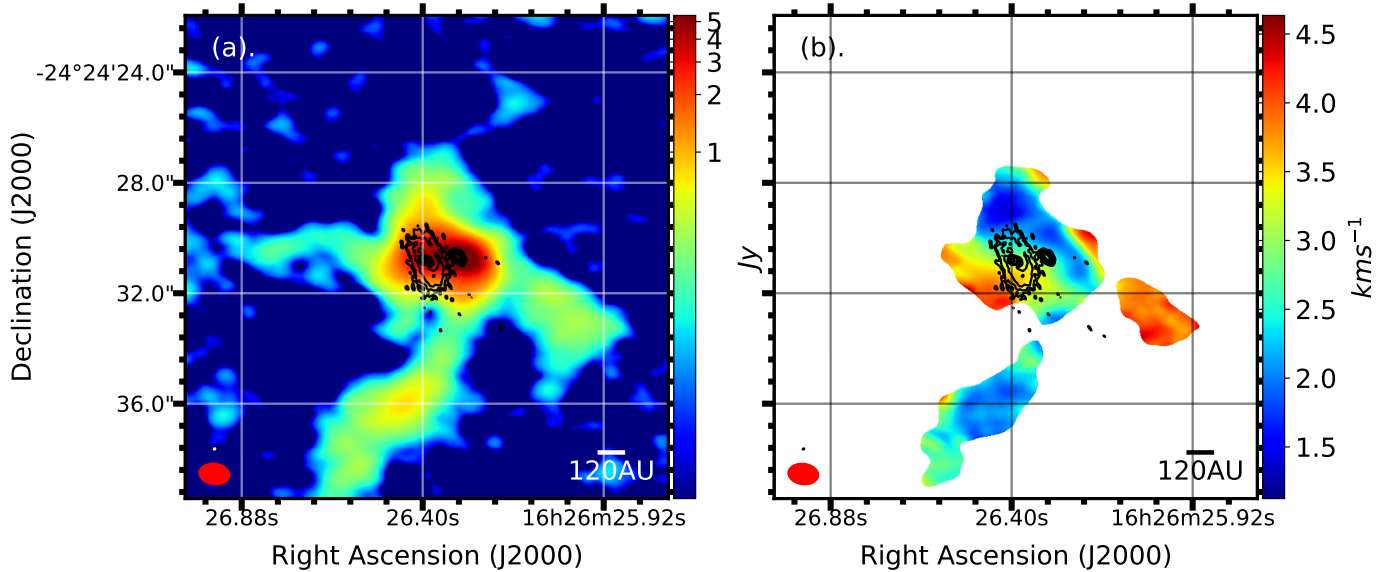 (a).
5
4
3
2
1
Jy
-24°24'24.0"
28.0"
32.0"
36.0"
Declination (J2000)
120AU
26.88s
26.40s
16h26m25.92s
Right Ascension (J2000)
(b).
4.5
4.0
3.5
3.0
2.5
2.0
1.5
kms⁻¹
120AU
26.88s
26.40s
16h26m25.92s
Right Ascension (J2000)